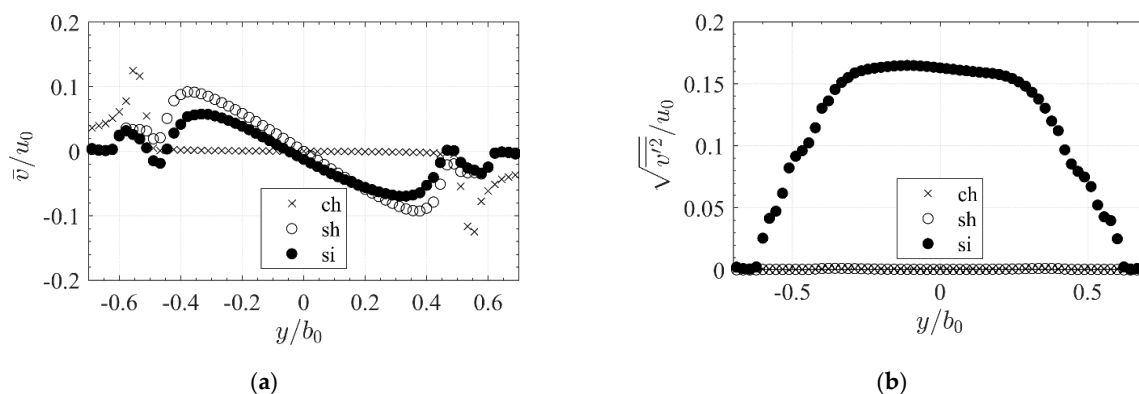 0.2
0.1
0
-0.1
-0.2
v̄/u₀
-0.6 -0.4 -0.2 0 0.2 0.4 0.6
y/b₀
× ch
○ sh
● si
(a)
0.2
0.15
0.1
0.05
0
√v′²‾/u₀
-0.5 0 0.5
y/b₀
× ch
○ sh
● si
(b)